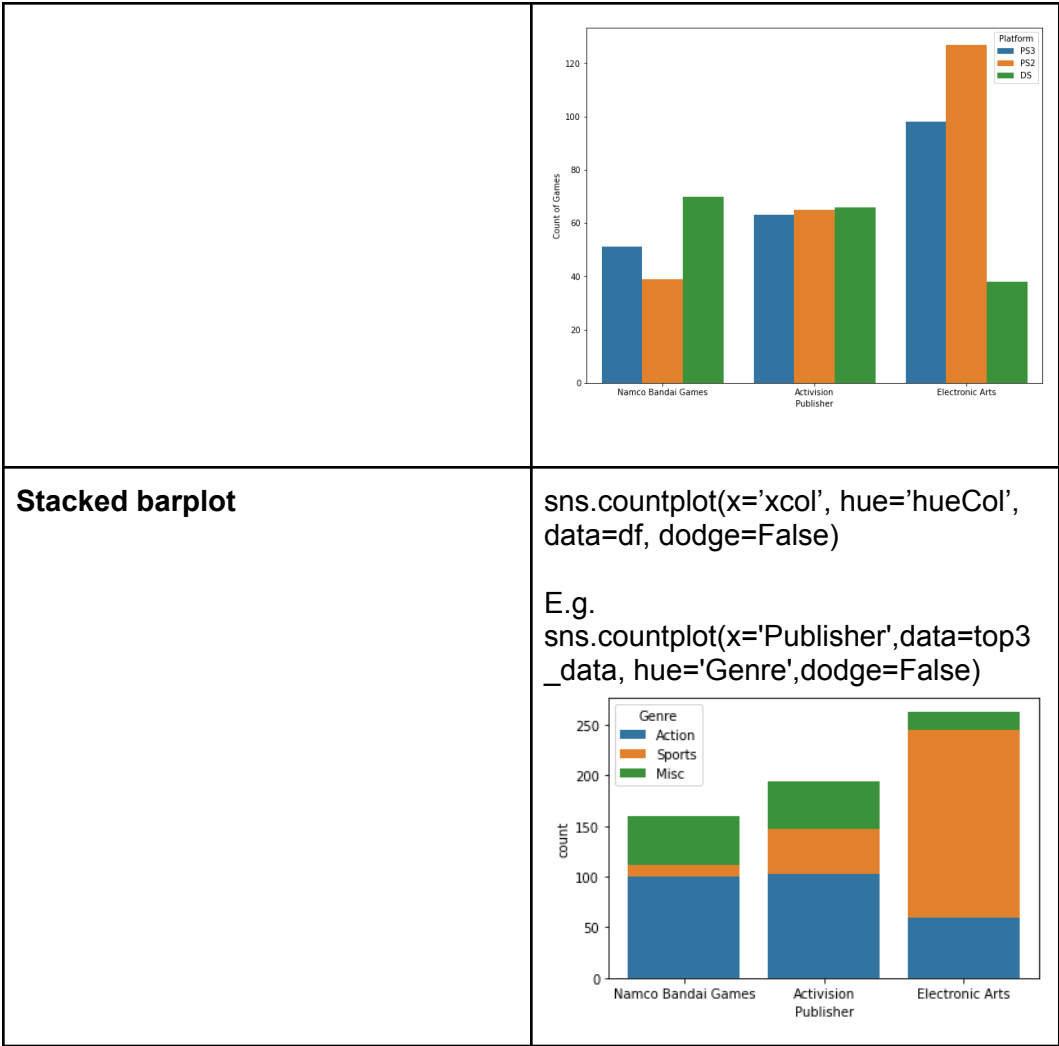 Platform
PS3
PS2
DS
120
100
80
60
40
20
0
Count of Games
Namco Bandai Games
Activision
Electronic Arts
Publisher
Stacked barplot
sns.countplot(x=’xcol’, hue=’hueCol’,
data=df, dodge=False)
E.g.
sns.countplot(x='Publisher',data=top3
_data, hue='Genre',dodge=False)
Genre
Action
Sports
Misc
250
200
150
100
50
0
count
Namco Bandai Games
Activision
Electronic Arts
Publisher